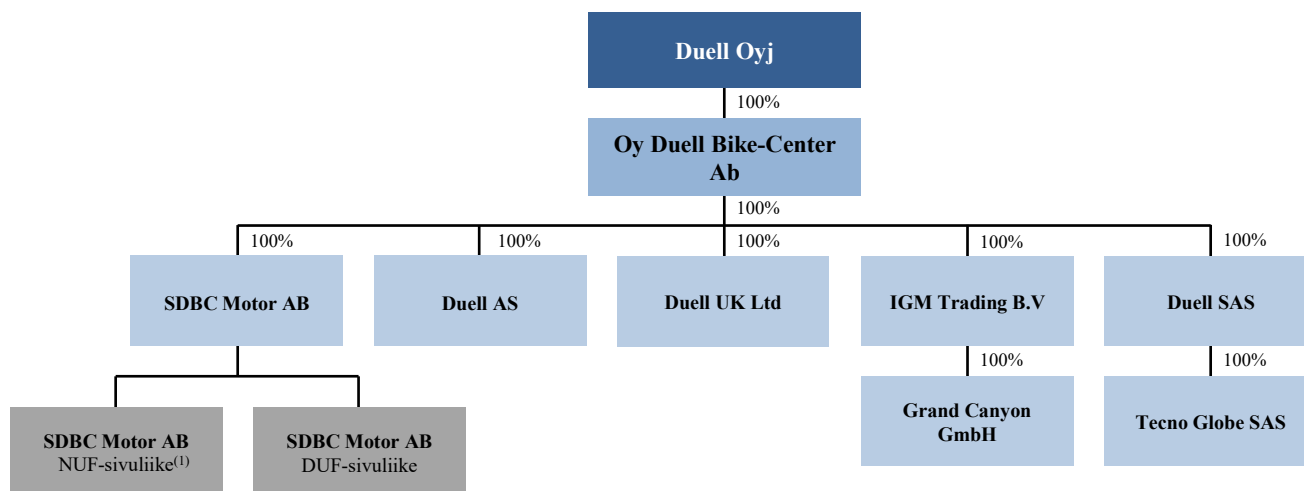 Duell Oyj
100%
Oy Duell Bike-Center
Ab
100%
100%
100%
100%
100%
100%
SDBC Motor AB
Duell AS
Duell UK Ltd
IGM Trading B.V
Duell SAS
100%
100%
SDBC Motor AB
NUF-sivuliike(1)
SDBC Motor AB
DUF-sivuliike
Grand Canyon
GmbH
Tecno Globe SAS